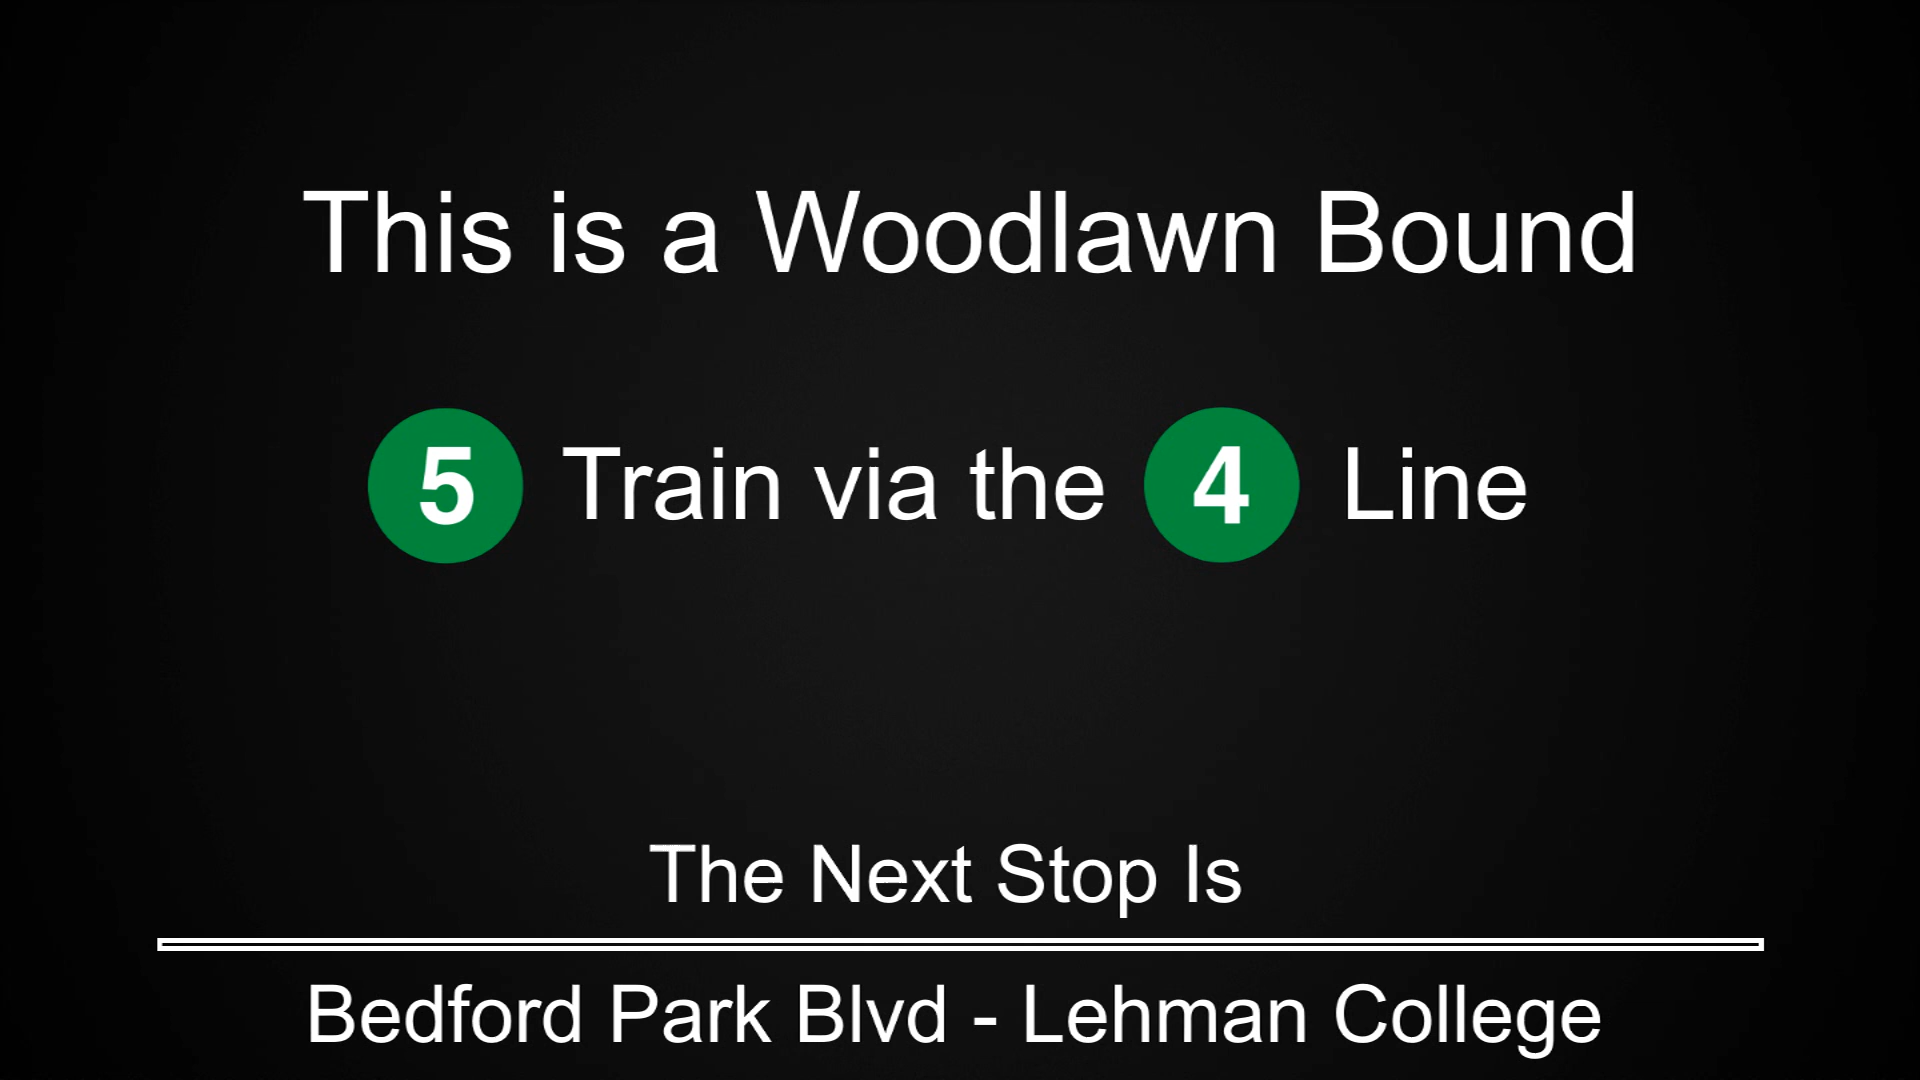 This is a Woodlawn Bound
5 Train via the 4 Line
The Next Stop Is
Bedford Park Blvd - Lehman College